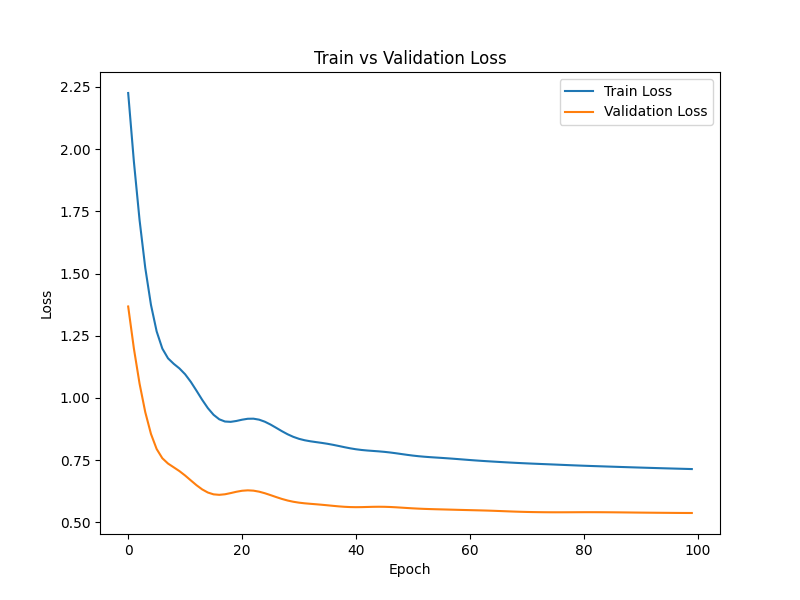 Train vs Validation Loss
Train Loss
Validation Loss
2.25
2.00
1.75
1.50
1.25
1.00
0.75
0.50
Loss
0 20 40 60 80 100
Epoch